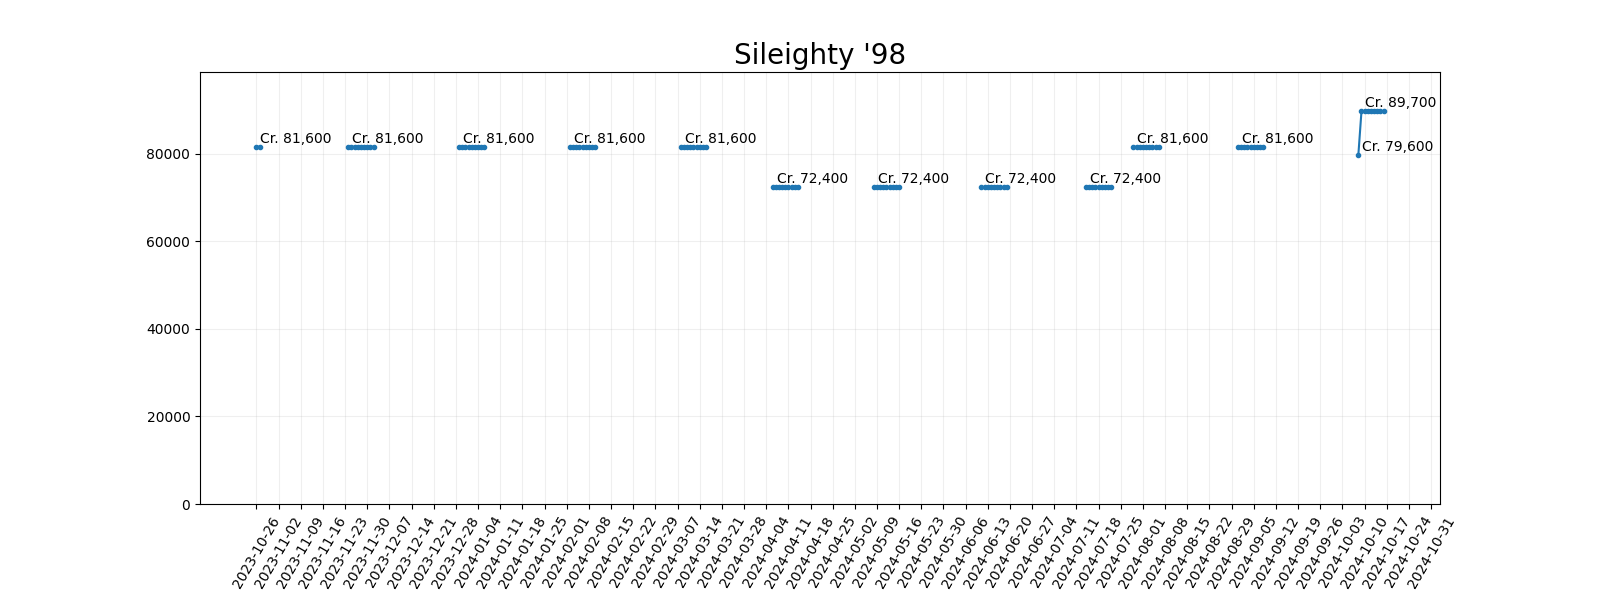 Sileighty '98
Cr. 89,700
Cr. 81,600 Cr. 81,600 Cr. 81,600 Cr. 81,600 Cr. 81,600 Cr. 81,600 Cr. 81,600
Cr. 79,600
80000
Cr. 72,400 Cr. 72,400 Cr. 72,400 Cr. 72,400
60000
40000
20000
0
2023-10-26 2023-11-02 2023-11-09 2023-11-16 2023-11-23 2023-11-30 2023-12-07 2023-12-14 2023-12-21 2023-12-28 2024-01-04 2024-01-11 2024-01-18 2024-01-25 2024-02-01 2024-02-08 2024-02-15 2024-02-22 2024-02-29 2024-03-07 2024-03-14 2024-03-21 2024-03-28 2024-04-04 2024-04-11 2024-04-18 2024-04-25 2024-05-02 2024-05-09 2024-05-16 2024-05-23 2024-05-30 2024-06-06 2024-06-13 2024-06-20 2024-06-27 2024-07-04 2024-07-11 2024-07-18 2024-07-25 2024-08-01 2024-08-08 2024-08-15 2024-08-22 2024-08-29 2024-09-05 2024-09-12 2024-09-19 2024-09-26 2024-10-03 2024-10-10 2024-10-17 2024-10-24 2024-10-31